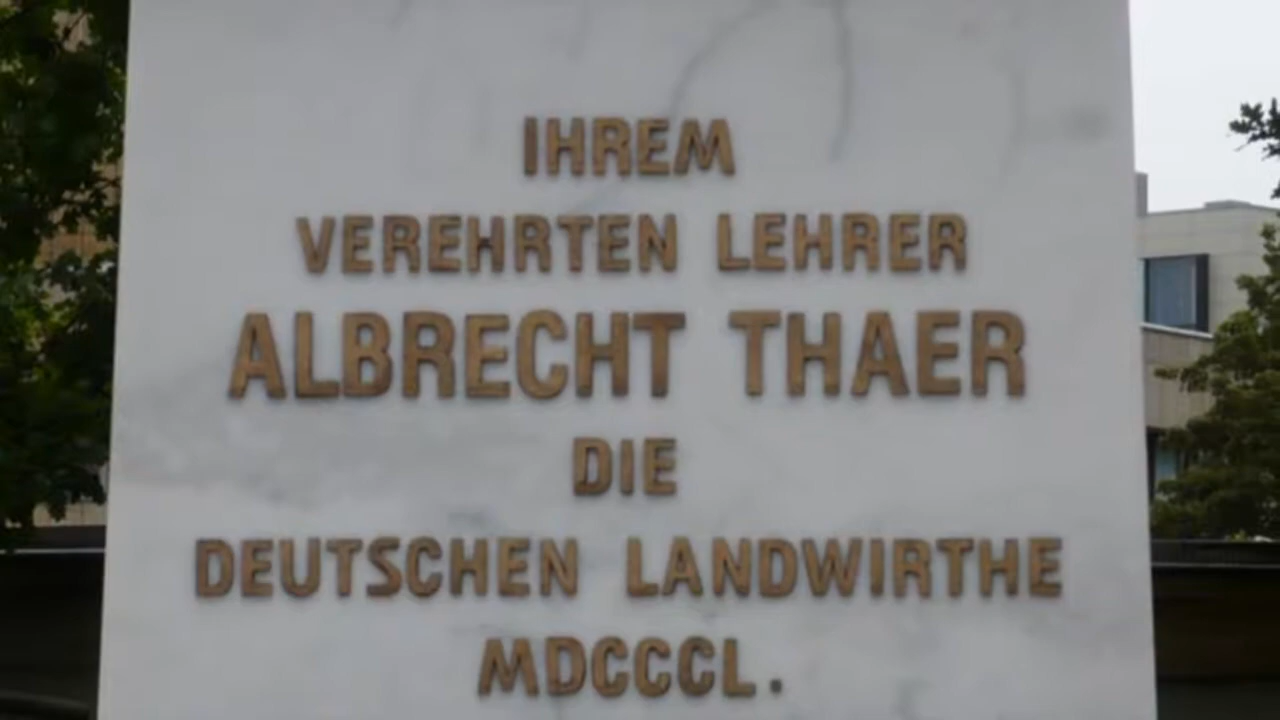 IHREM
VEREHRTEN LEHRER
ALBRECHT THAER
DIE
DEUTSCHEN LANDWIRTHE
MDCCCL.